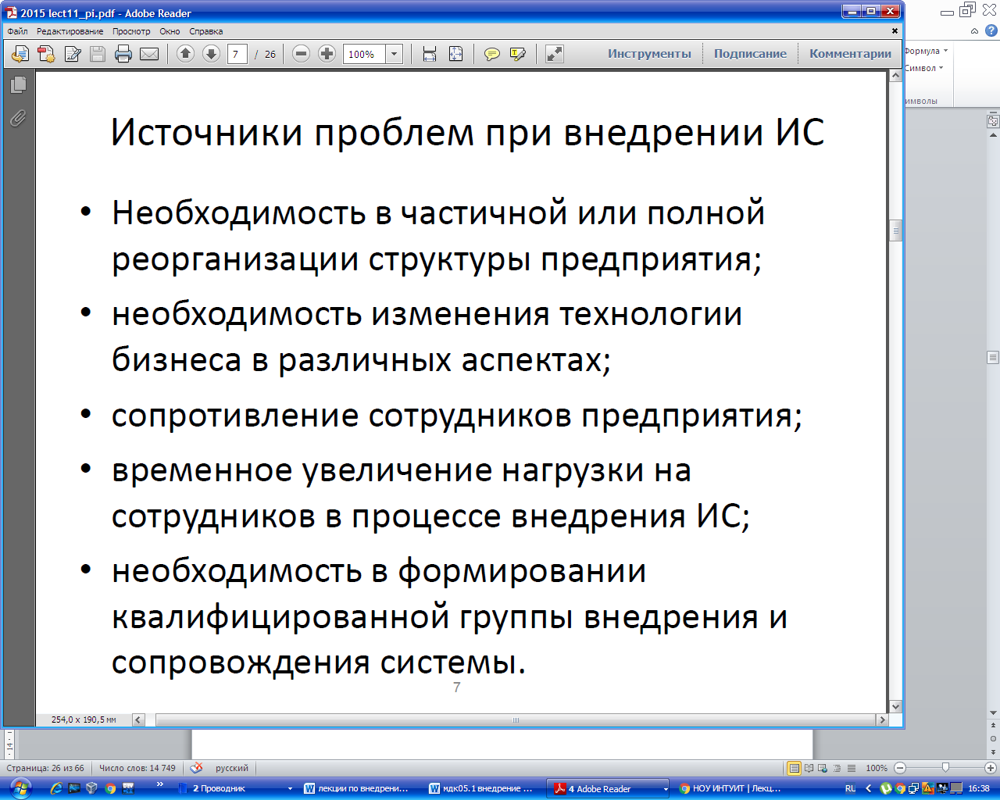 2015 lect11_pi.pdf - Adobe Reader
Файл Редактирование Просмотр Окно Справка
7 / 26 100% Инструменты Подписание Комментарии
Формула
Символ
имволы
Источники проблем при внедрении ИС
• Необходимость в частичной или полной
реорганизации структуры предприятия;
• необходимость изменения технологии
бизнеса в различных аспектах;
• сопротивление сотрудников предприятия;
• временное увеличение нагрузки на
сотрудников в процессе внедрения ИС;
• необходимость в формировании
квалифицированной группы внедрения и
сопровождения системы.
7
254,0 x 190,5 мм
14
Страница: 26 из 66 Число слов: 14 749 русский 100%
2 Проводник лекции по внедрени... мдк05.1 внедрение ... 4 Adobe Reader НОУ ИНТУИТ | Лекц... RU 16:38